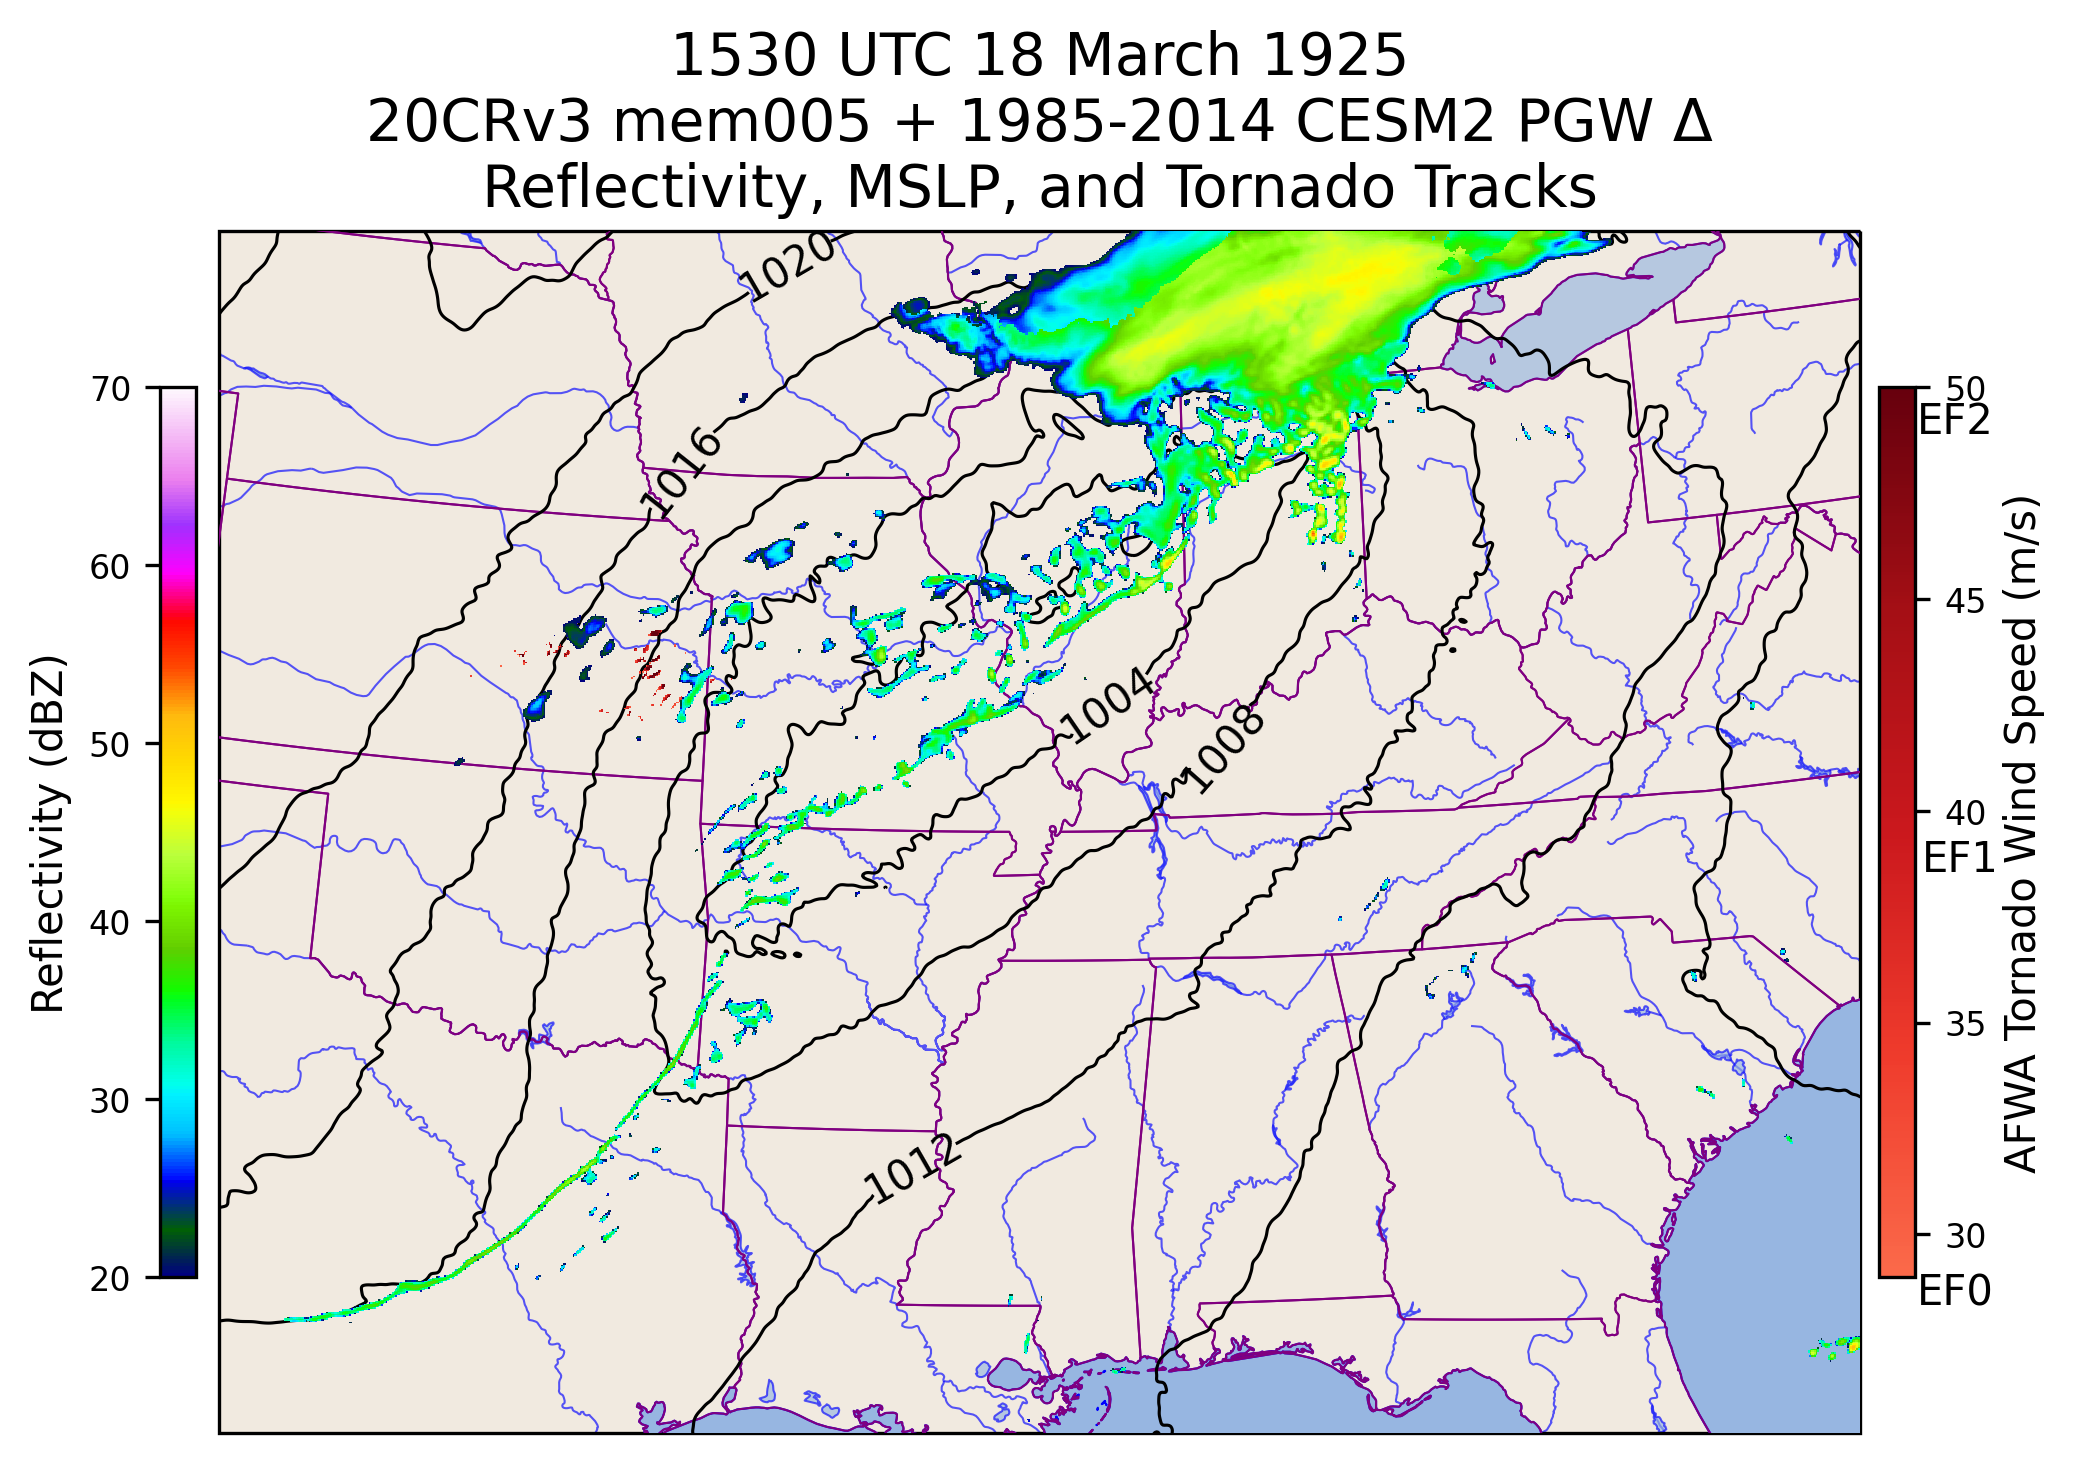 1530 UTC 18 March 1925
20CRv3 mem005 + 1985-2014 CESM2 PGW Δ
Reflectivity, MSLP, and Tornado Tracks
1020
1016
1004
1008
1012
70
60
50
40
30
20
Reflectivity (dBZ)
50
EF2
45
40
EF1
35
30
EF0
AFWA Tornado Wind Speed (m/s)